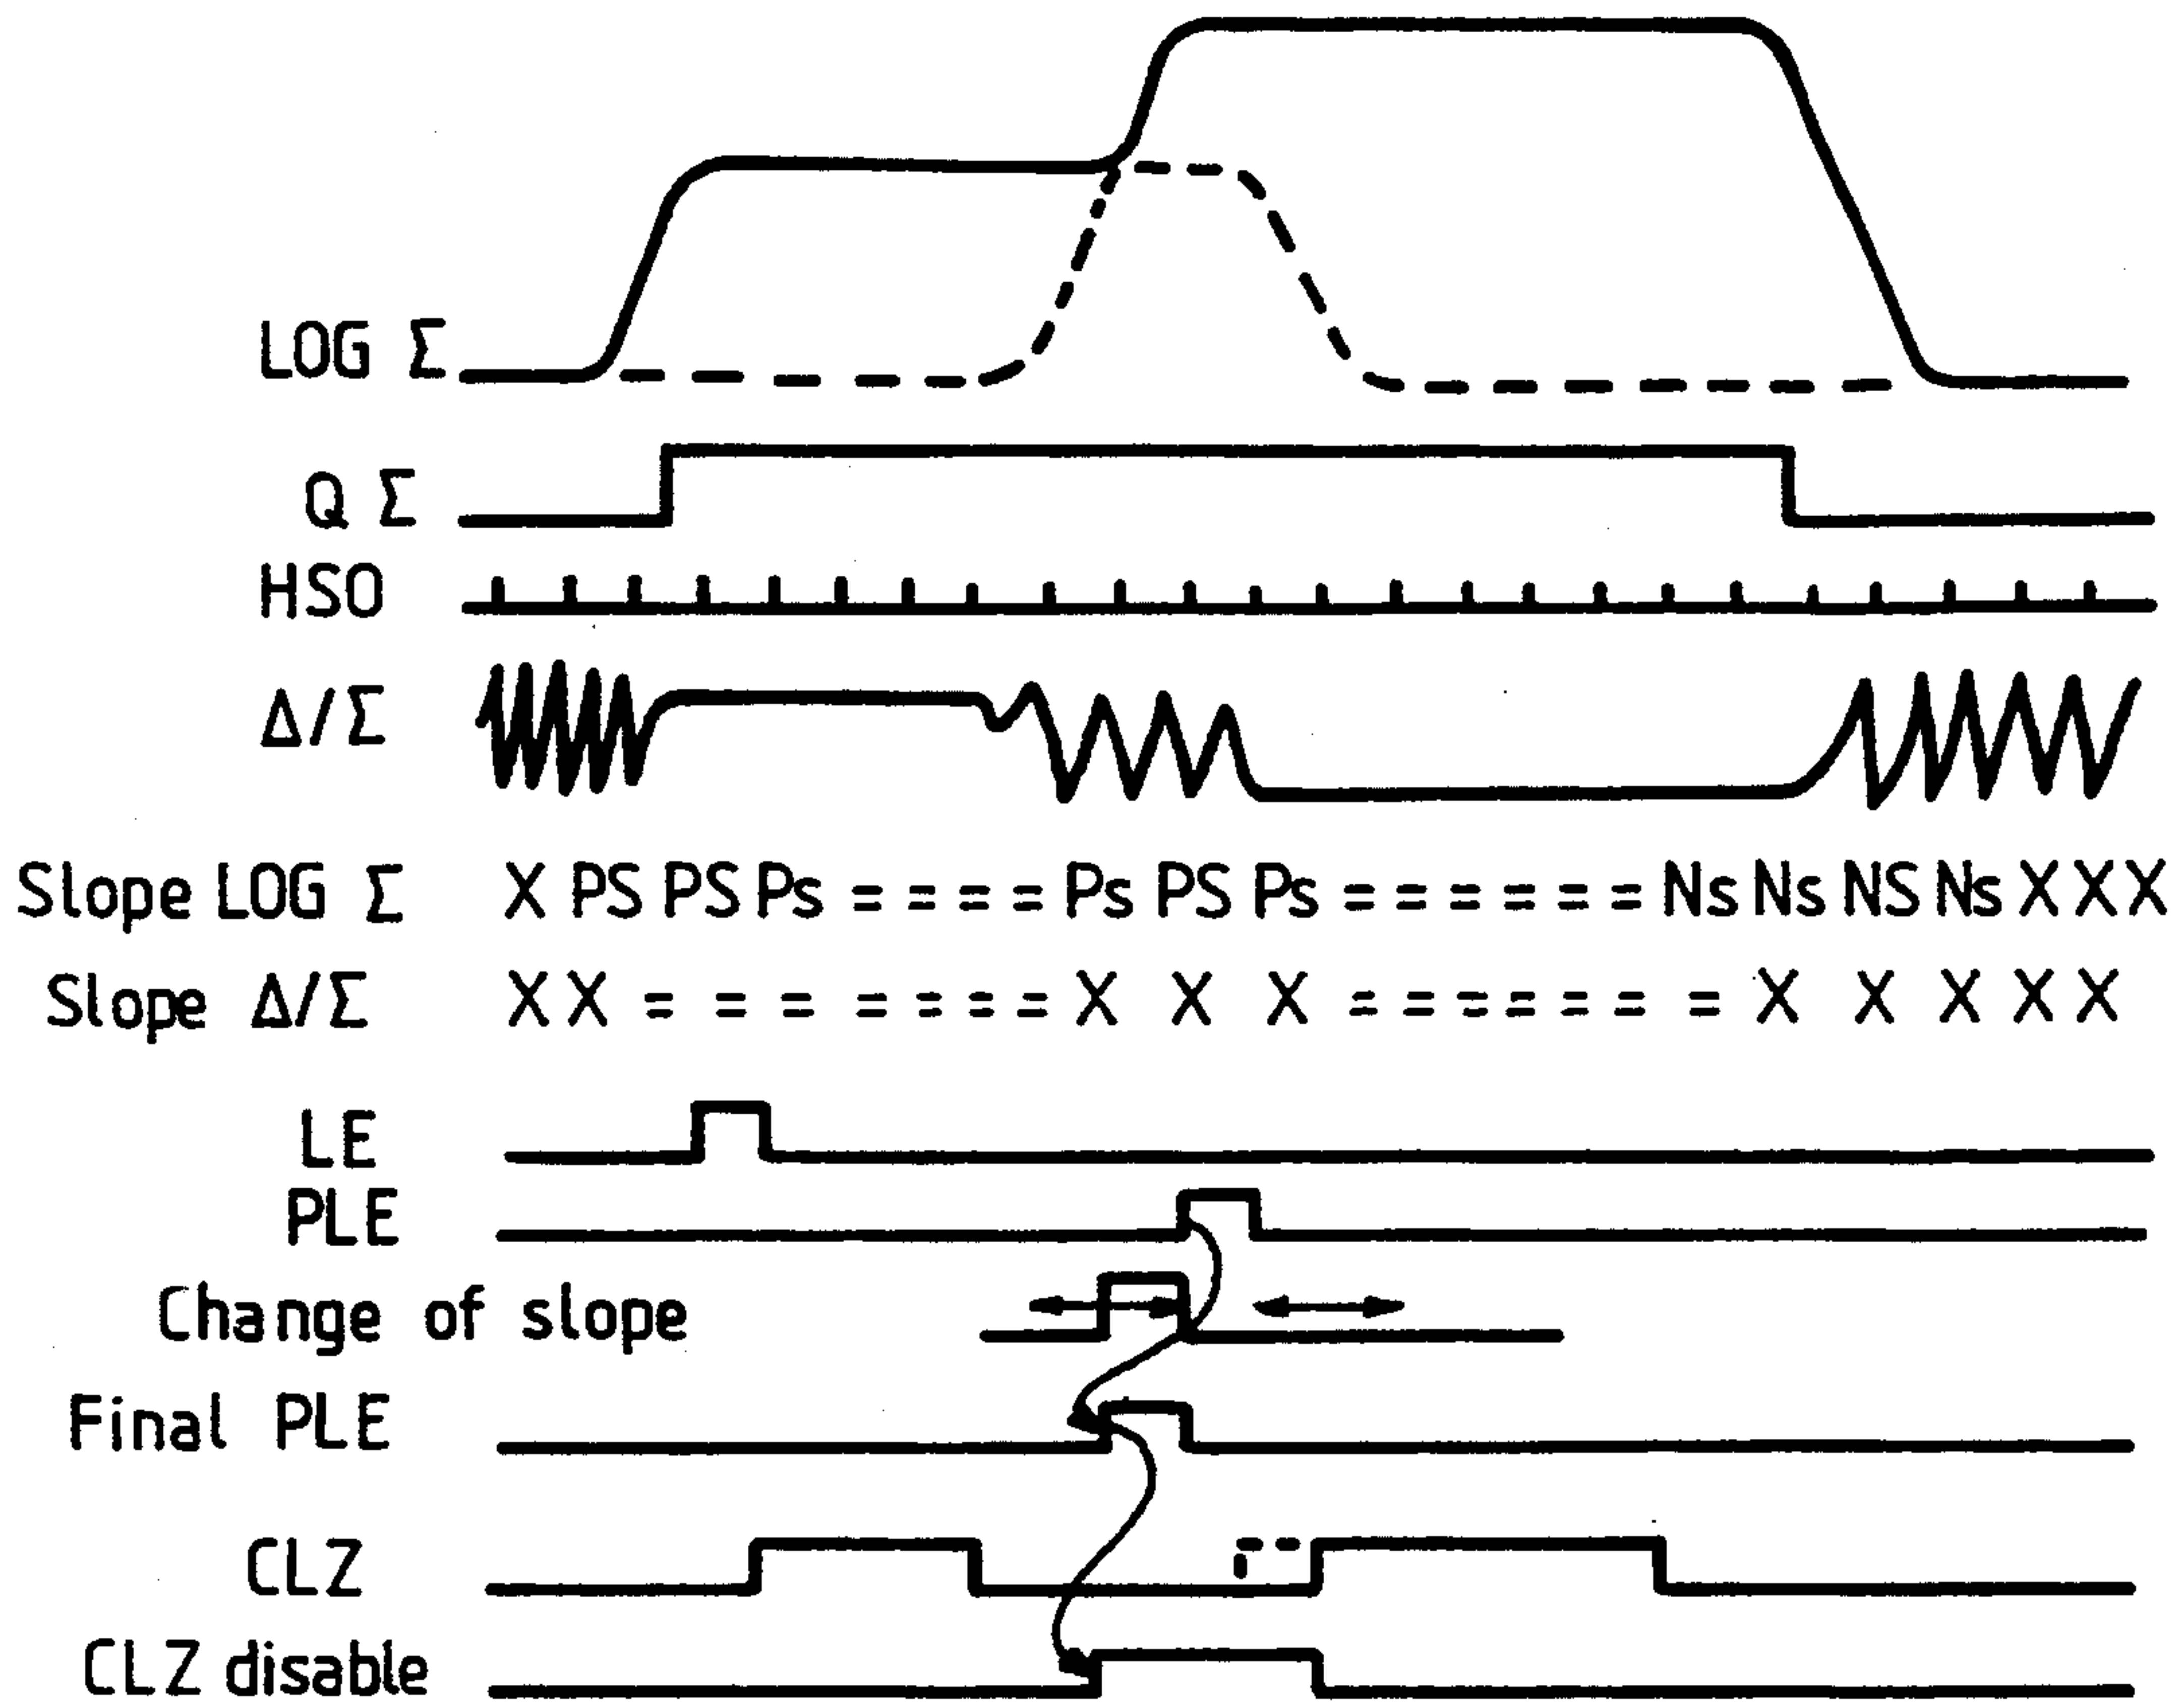 LOG Σ
Q Σ
HSO
Δ/Σ
Slope LOG Σ X PS PS Ps = = = = Ps PS Ps = = = = = = Ns Ns NS Ns X X X
Slope Δ/Σ X X = = = = = = = X X X = = = = = = = X X X X X
LE
PLE
Change of slope
Final PLE
CLZ
CLZ disable